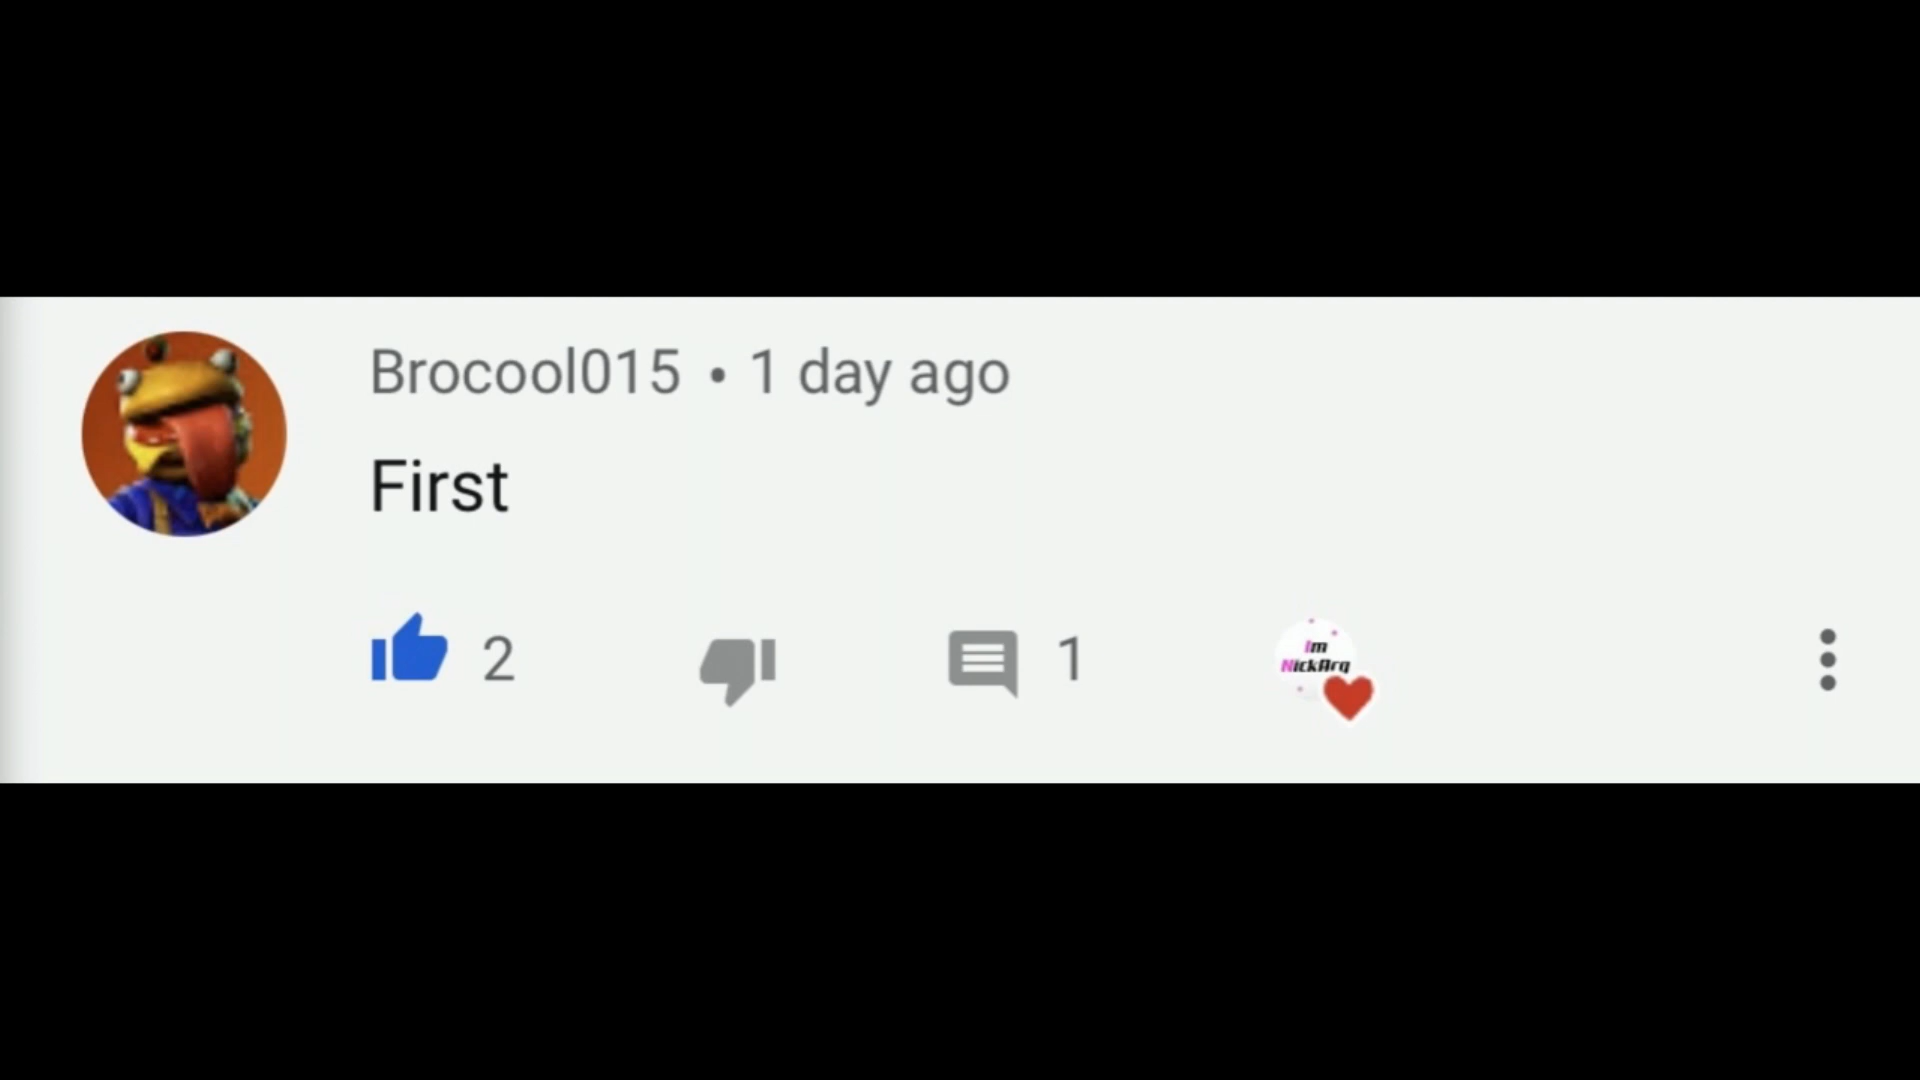 Brocool015 • 1 day ago
First
2
1
Im
NickArq